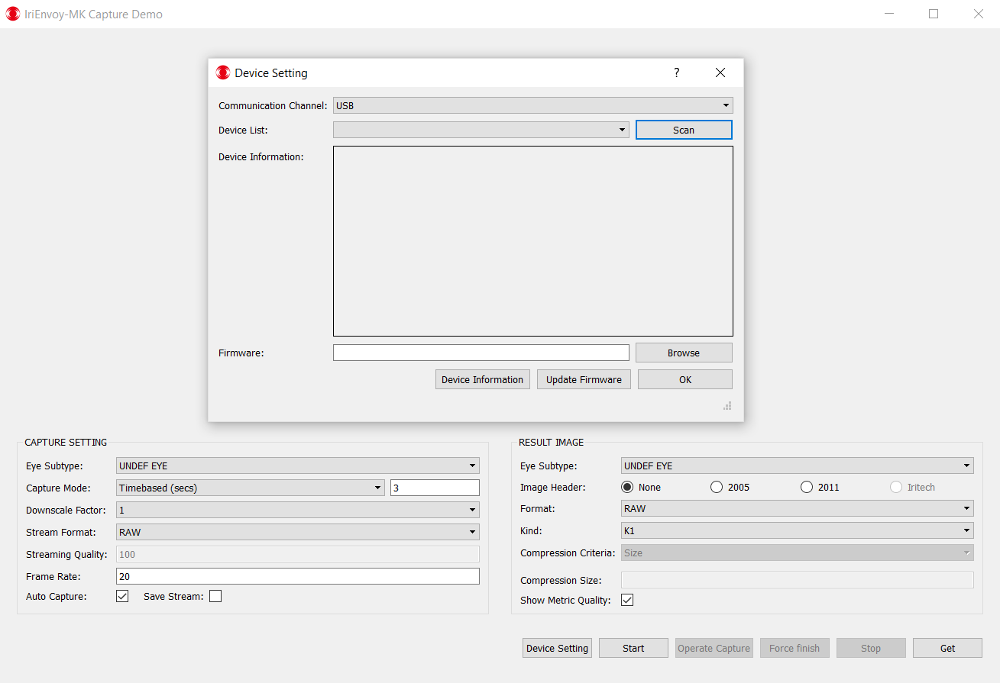 IriEnvoy-MK Capture Demo
Device Setting ?
Communication Channel: USB
Device List: Scan
Device Information:
Firmware: Browse
Device Information Update Firmware OK
CAPTURE SETTING
Eye Subtype: UNDEF EYE
Capture Mode: Timebased (secs) 3
Downscale Factor: 1
Stream Format: RAW
Streaming Quality: 100
Frame Rate: 20
Auto Capture: Save Stream:
RESULT IMAGE
Eye Subtype: UNDEF EYE
Image Header: None 2005 2011 Iritech
Format: RAW
Kind: K1
Compression Criteria: Size
Compression Size:
Show Metric Quality:
Device Setting Start Operate Capture Force finish Stop Get